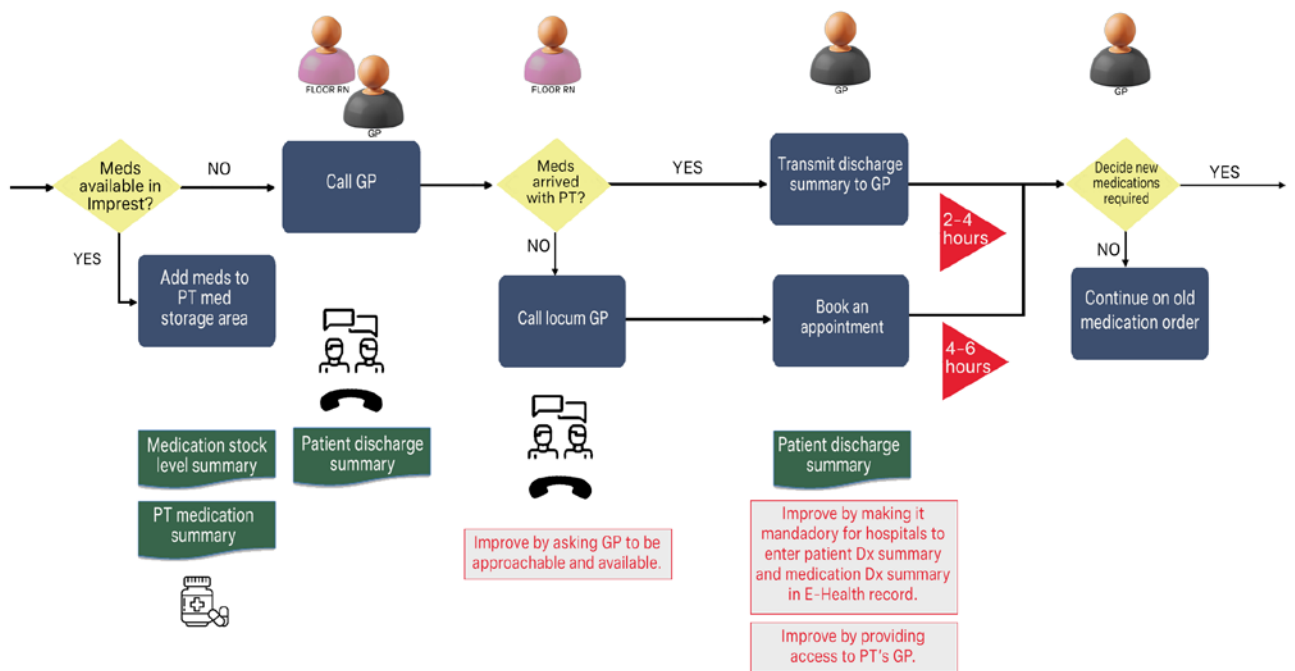 FLOOR RN
GP
FLOOR RN
GP
GP
Meds
available in
Imprest?
NO
YES
Add meds to
PT med
storage area
Call GP
Meds
arrived
with PT?
YES
NO
Call locum GP
Transmit discharge
summary to GP
2–4
hours
Book an
appointment
4–6
hours
Decide new
medications
required
YES
NO
Continue on old
medication order
Medication stock
level summary
PT medication
summary
Patient discharge
summary
Improve by asking GP to be
approachable and available.
Patient discharge
summary
Improve by making it
mandadory for hospitals to
enter patient Dx summary
and medication Dx summary
in E-Health record.
Improve by providing
access to PT's GP.